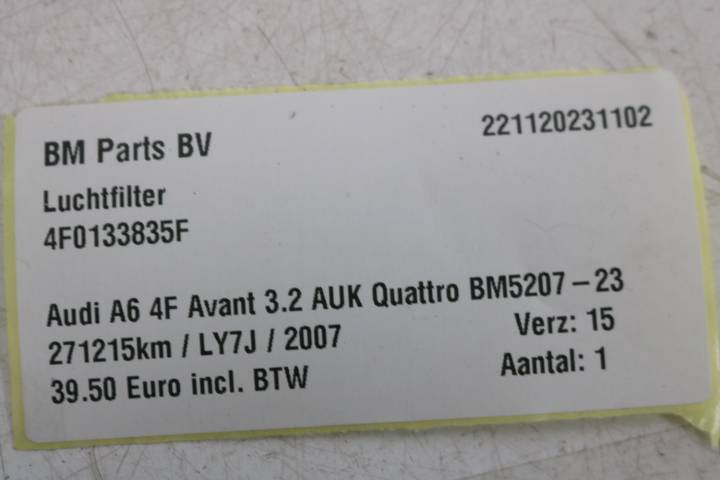 BM Parts BV 221120231102
Luchtfilter
4F0133835F
Audi A6 4F Avant 3.2 AUK Quattro BM5207-23
271215km / LY7J / 2007 Verz: 15
39.50 Euro incl. BTW Aantal: 1